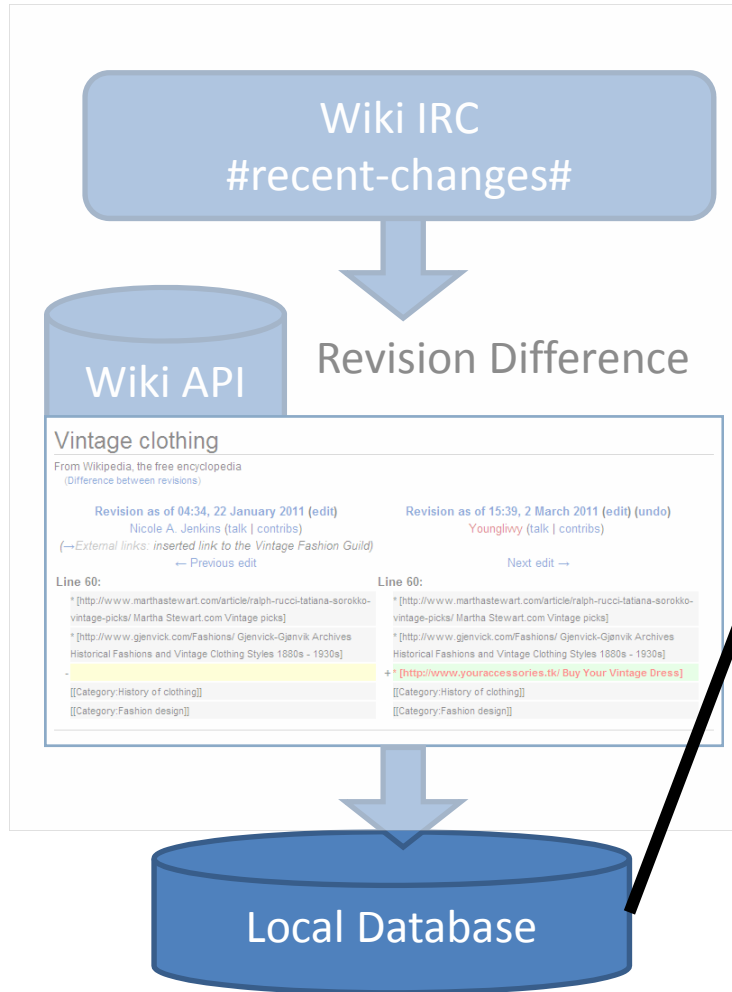 Wiki IRC
#recent-changes#
Revision Difference
Wiki API
Vintage clothing
From Wikipedia, the free encyclopedia
(Difference between revisions)
Revision as of 04:34, 22 January 2011 (edit)
Nicole A. Jenkins (talk | contribs)
(→External links: inserted link to the Vintage Fashion Guild)
← Previous edit
Revision as of 15:39, 2 March 2011 (edit) (undo)
Younglivvy (talk | contribs)
Next edit →
Line 60:
* [http://www.marthastewart.com/article/ralph-rucci-tatiana-sorokko-
vintage-picks/ Martha Stewart.com Vintage picks]
* [http://www.gjenvick.com/Fashions/ Gjenvick-Gjønvik Archives
Historical Fashions and Vintage Clothing Styles 1880s - 1930s]
-
[[Category:History of clothing]]
[[Category:Fashion design]]
Line 60:
* [http://www.marthastewart.com/article/ralph-rucci-tatiana-sorokko-
vintage-picks/ Martha Stewart.com Vintage picks]
* [http://www.gjenvick.com/Fashions/ Gjenvick-Gjønvik Archives
Historical Fashions and Vintage Clothing Styles 1880s - 1930s]
+ * [http://www.youraccessories.tk/ Buy Your Vintage Dress]
[[Category:History of clothing]]
[[Category:Fashion design]]
Local Database